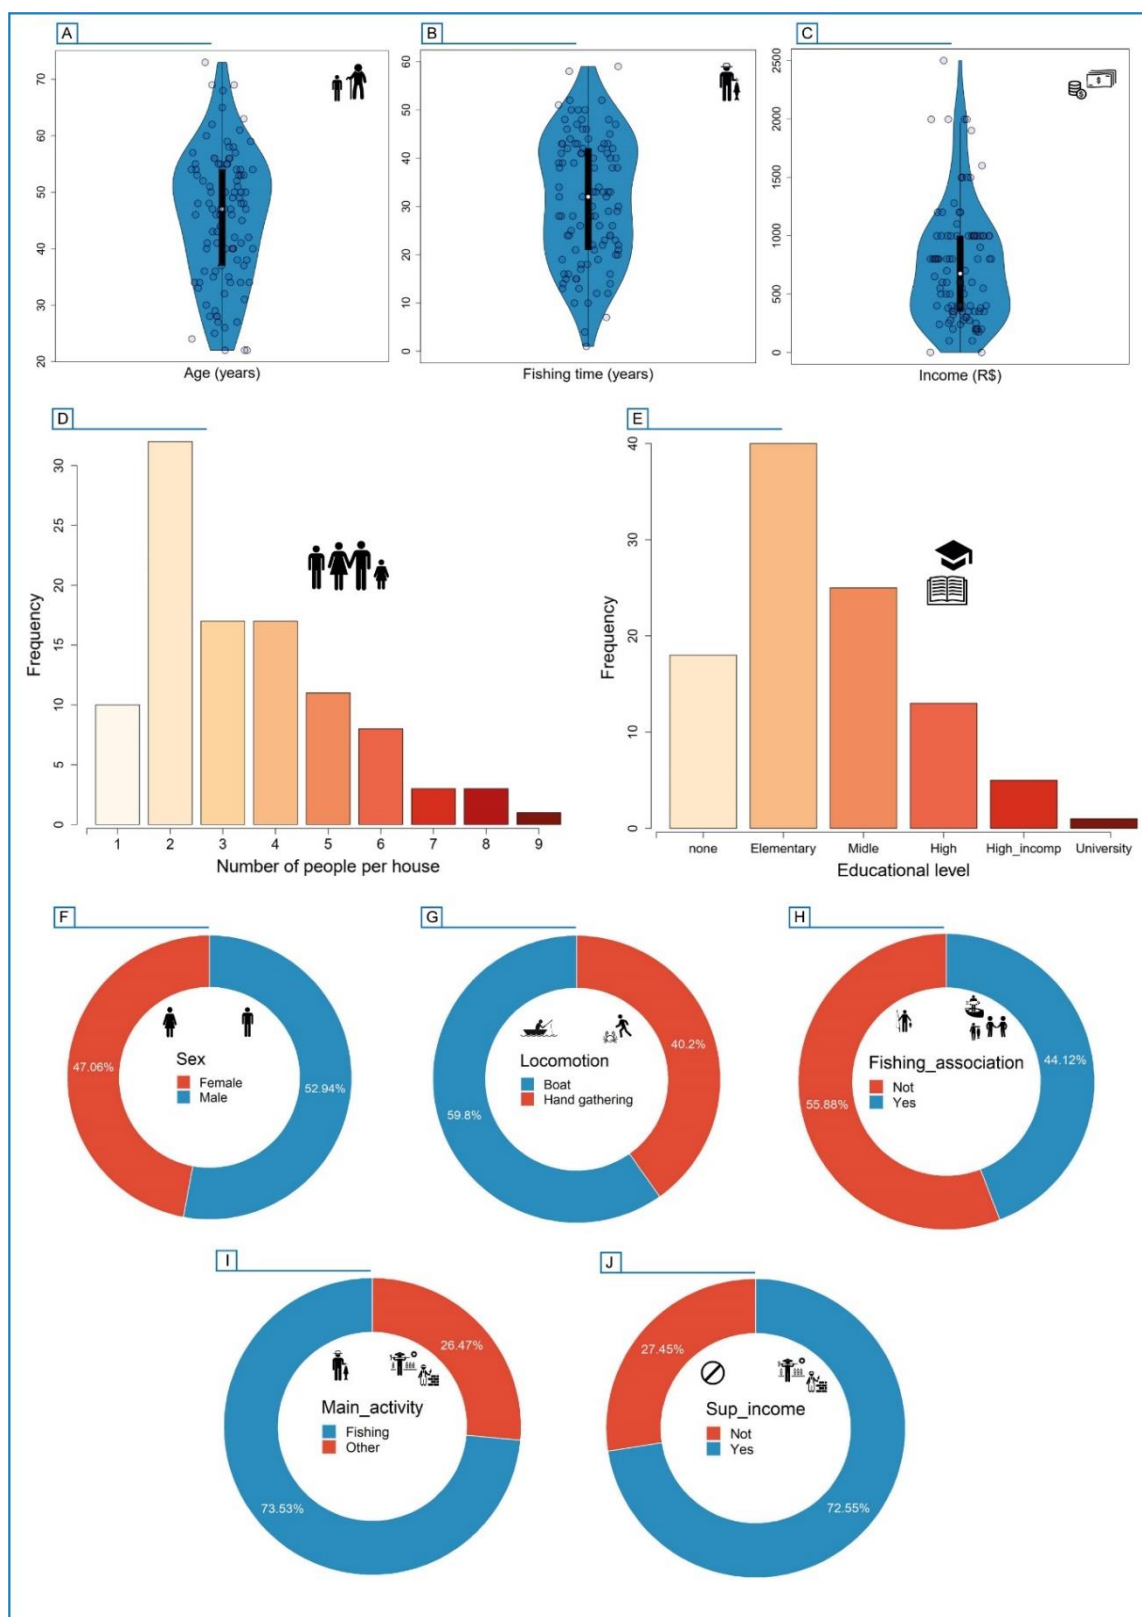 A
70
60
50
40
30
20
Age (years)
B
60
50
40
30
20
10
0
Fishing time (years)
C
2500
2000
1500
1000
500
0
Income (R$)
D
30
25
20
15
10
5
0
Frequency
1 2 3 4 5 6 7 8 9
Number of people per house
E
40
30
20
10
0
Frequency
none Elementary Midle High High_incomp University
Educational level
F
47.06%
52.94%
Sex
Female
Male
G
40.2%
59.8%
Locomotion
Boat
Hand gathering
H
44.12%
55.88%
Fishing_association
Not
Yes
I
26.47%
Main_activity
Fishing
Other
73.53%
J
27.45%
Sup_income
Not
Yes
72.55%